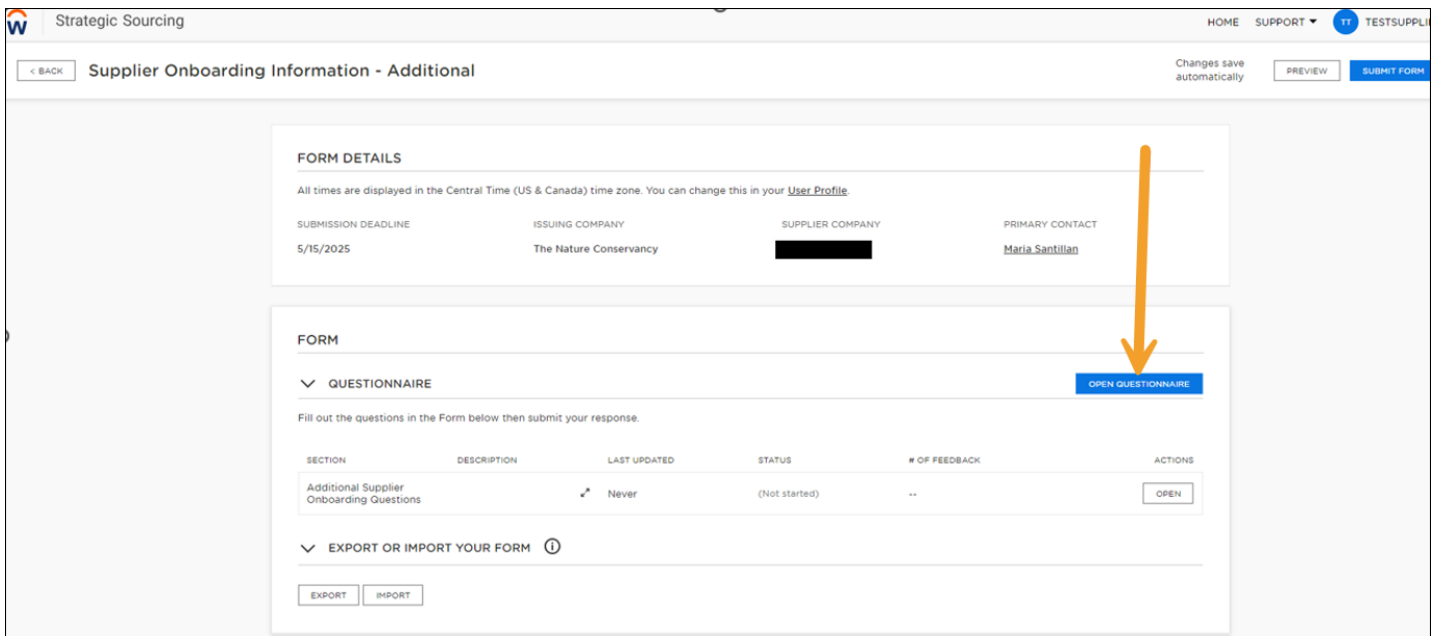 Strategic Sourcing
HOME SUPPORT TT
< BACK
Supplier Onboarding Information - Additional
Changes save
automatically
PREVIEW
SUBMIT FORM
FORM DETAILS
All times are displayed in the Central Time (US & Canada) time zone. You can change this in your User Profile.
SUBMISSION DEADLINE ISSUING COMPANY SUPPLIER COMPANY PRIMARY CONTACT
5/15/2025 The Nature Conservancy Maria Santillan
FORM
QUESTIONNAIRE
OPEN QUESTIONNAIRE
Fill out the questions in the Form below then submit your response.
SECTION DESCRIPTION LAST UPDATED STATUS # OF FEEDBACK ACTIONS
Additional Supplier
Onboarding Questions
Never (Not started) -- OPEN
EXPORT OR IMPORT YOUR FORM
EXPORT IMPORT